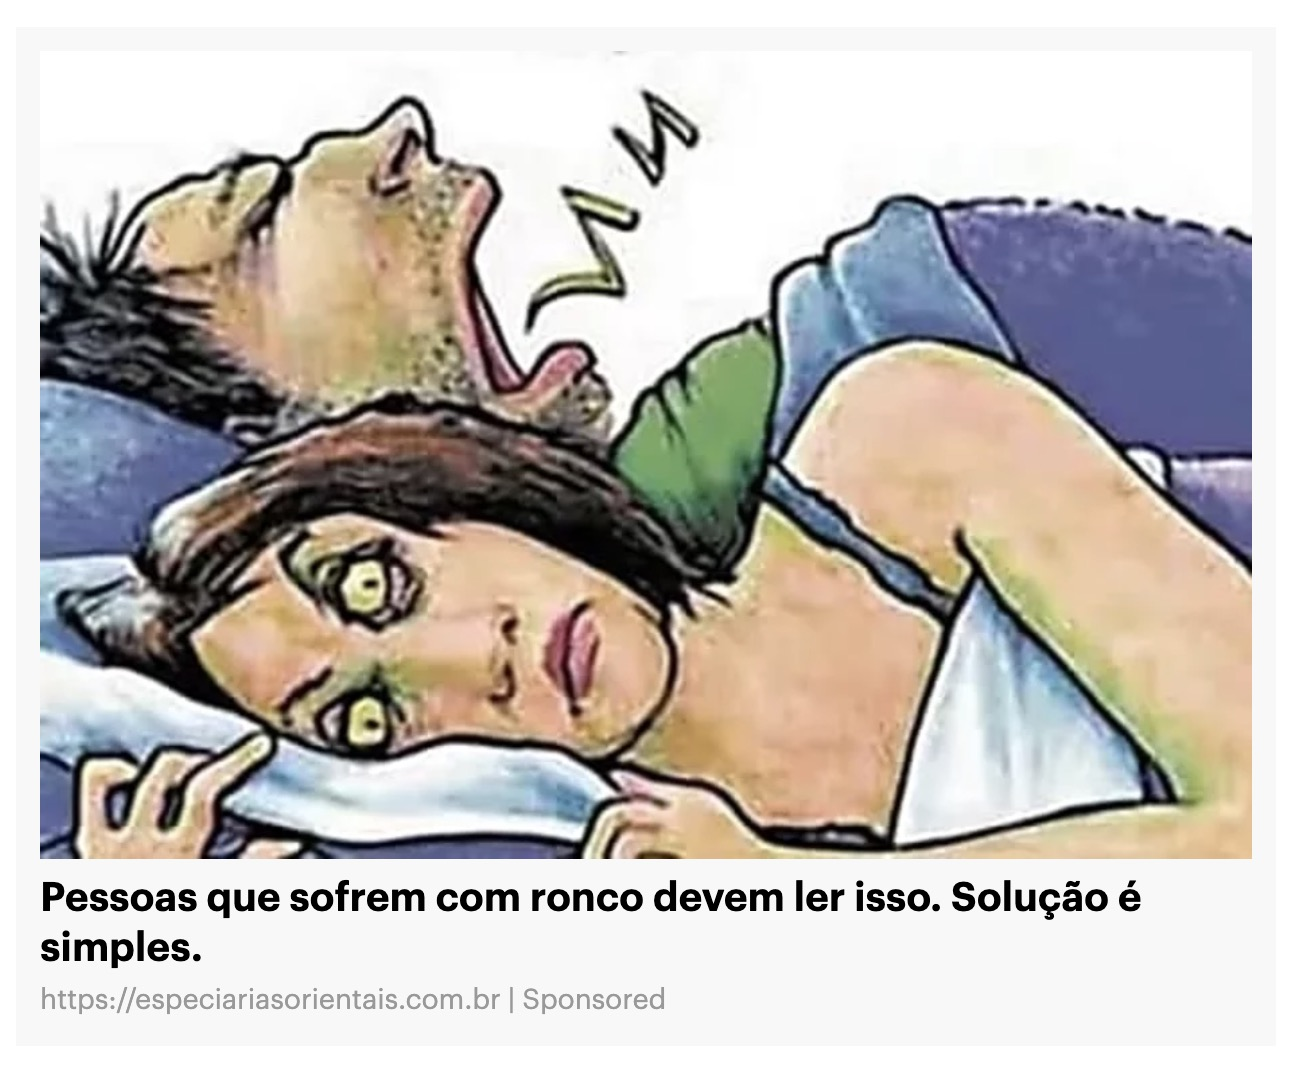 Pessoas que sofrem com ronco devem ler isso. Solução é
simples.
https://especiariasorientais.com.br | Sponsored